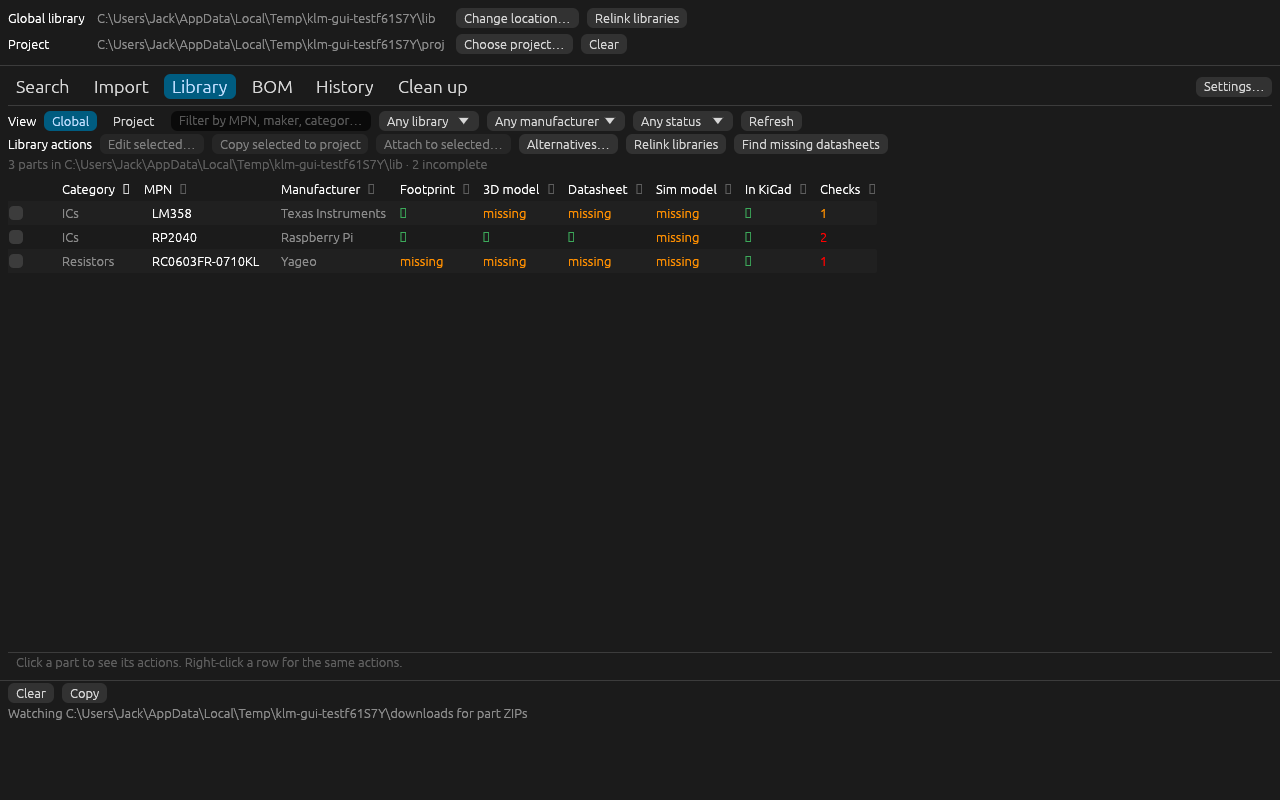 Global library C:\Users\Jack\AppData\Local\Temp\klm-gui-testf61S7Y\lib Change location… Relink libraries
Project C:\Users\Jack\AppData\Local\Temp\klm-gui-testf61S7Y\proj Choose project… Clear
Search Import Library BOM History Clean up Settings…
View Global Project Filter by MPN, maker, categor… Any library Any manufacturer Any status Refresh
Library actions Edit selected… Copy selected to project Attach to selected… Alternatives… Relink libraries Find missing datasheets
3 parts in C:\Users\Jack\AppData\Local\Temp\klm-gui-testf61S7Y\lib · 2 incomplete
Category MPN Manufacturer Footprint 3D model Datasheet Sim model In KiCad Checks
ICs LM358 Texas Instruments missing missing missing 1
ICs RP2040 Raspberry Pi missing 2
Resistors RC0603FR-0710KL Yageo missing missing missing missing 1
Click a part to see its actions. Right-click a row for the same actions.
Clear Copy
Watching C:\Users\Jack\AppData\Local\Temp\klm-gui-testf61S7Y\downloads for part ZIPs